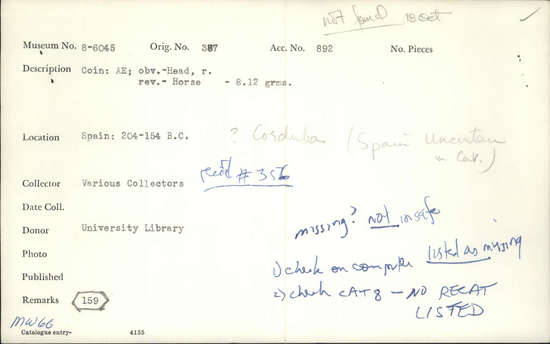 not found 18 Oct
Museum No. 8-6045 Orig. No. 387 Acc. No. 892 No. Pieces
Description Coin: AE; obv.-Head, r.
rev.- Horse - 8.12 grms.
Location Spain: 204-154 B.C. ? Corduba (Spain Uncertain
in Cat.)
Collector Various Collectors rec'd # 356
Date Coll.
missing? not in safe
Donor University Library
1) check on computer listed as missing
Photo
Published
2) check CAT 8 — NO RECAT
LISTED
Remarks 159
MW66
Catalogue entry- 4155